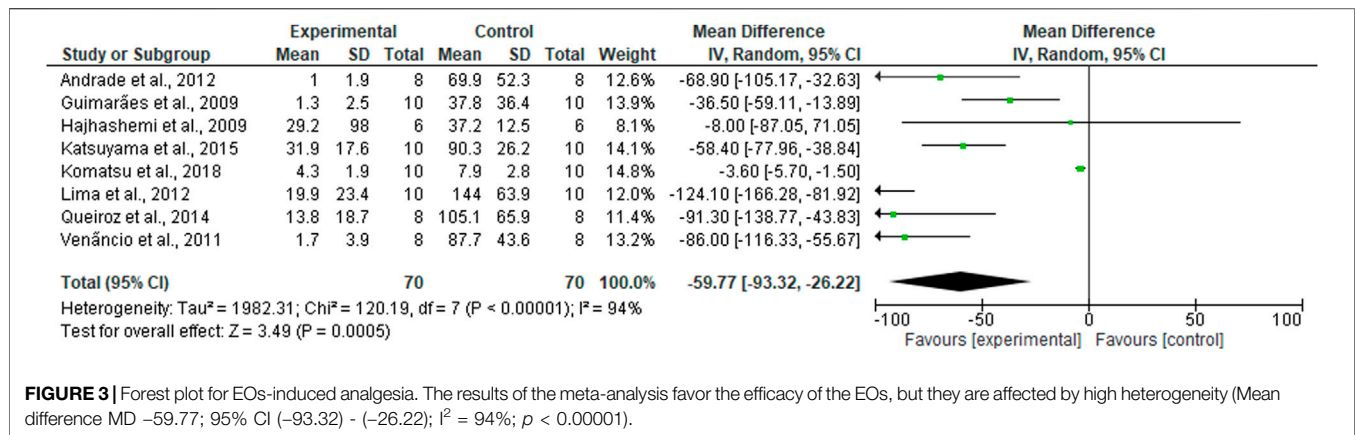 Experimental Control Mean Difference Mean Difference
Study or Subgroup Mean SD Total Mean SD Total Weight IV, Random, 95% CI IV, Random, 95% CI
Andrade et al., 2012 1 1.9 8 69.9 52.3 8 12.6% -68.90 [-105.17, -32.63]
Guimarães et al., 2009 1.3 2.5 10 37.8 36.4 10 13.9% -36.50 [-59.11, -13.89]
Hajhashemi et al., 2009 29.2 98 6 37.2 12.5 6 8.1% -8.00 [-87.05, 71.05]
Katsuyama et al., 2015 31.9 17.6 10 90.3 26.2 10 14.1% -58.40 [-77.96, -38.84]
Komatsu et al., 2018 4.3 1.9 10 7.9 2.8 10 14.8% -3.60 [-5.70, -1.50]
Lima et al., 2012 19.9 23.4 10 144 63.9 10 12.0% -124.10 [-166.28, -81.92]
Queiroz et al., 2014 13.8 18.7 8 105.1 65.9 8 11.4% -91.30 [-138.77, -43.83]
Venâncio et al., 2011 1.7 3.9 8 87.7 43.6 8 13.2% -86.00 [-116.33, -55.67]
Total (95% CI) 70 70 100.0% -59.77 [-93.32, -26.22]
Heterogeneity: Tau² = 1982.31; Chi² = 120.19, df = 7 (P < 0.00001); I² = 94%
Test for overall effect: Z = 3.49 (P = 0.0005)
-100 -50 0 50 100
Favours [experimental] Favours [control]
FIGURE 3 | Forest plot for EOs-induced analgesia. The results of the meta-analysis favor the efficacy of the EOs, but they are affected by high heterogeneity (Mean
difference MD −59.77; 95% CI (−93.32) - (−26.22); I² = 94%; p < 0.00001).